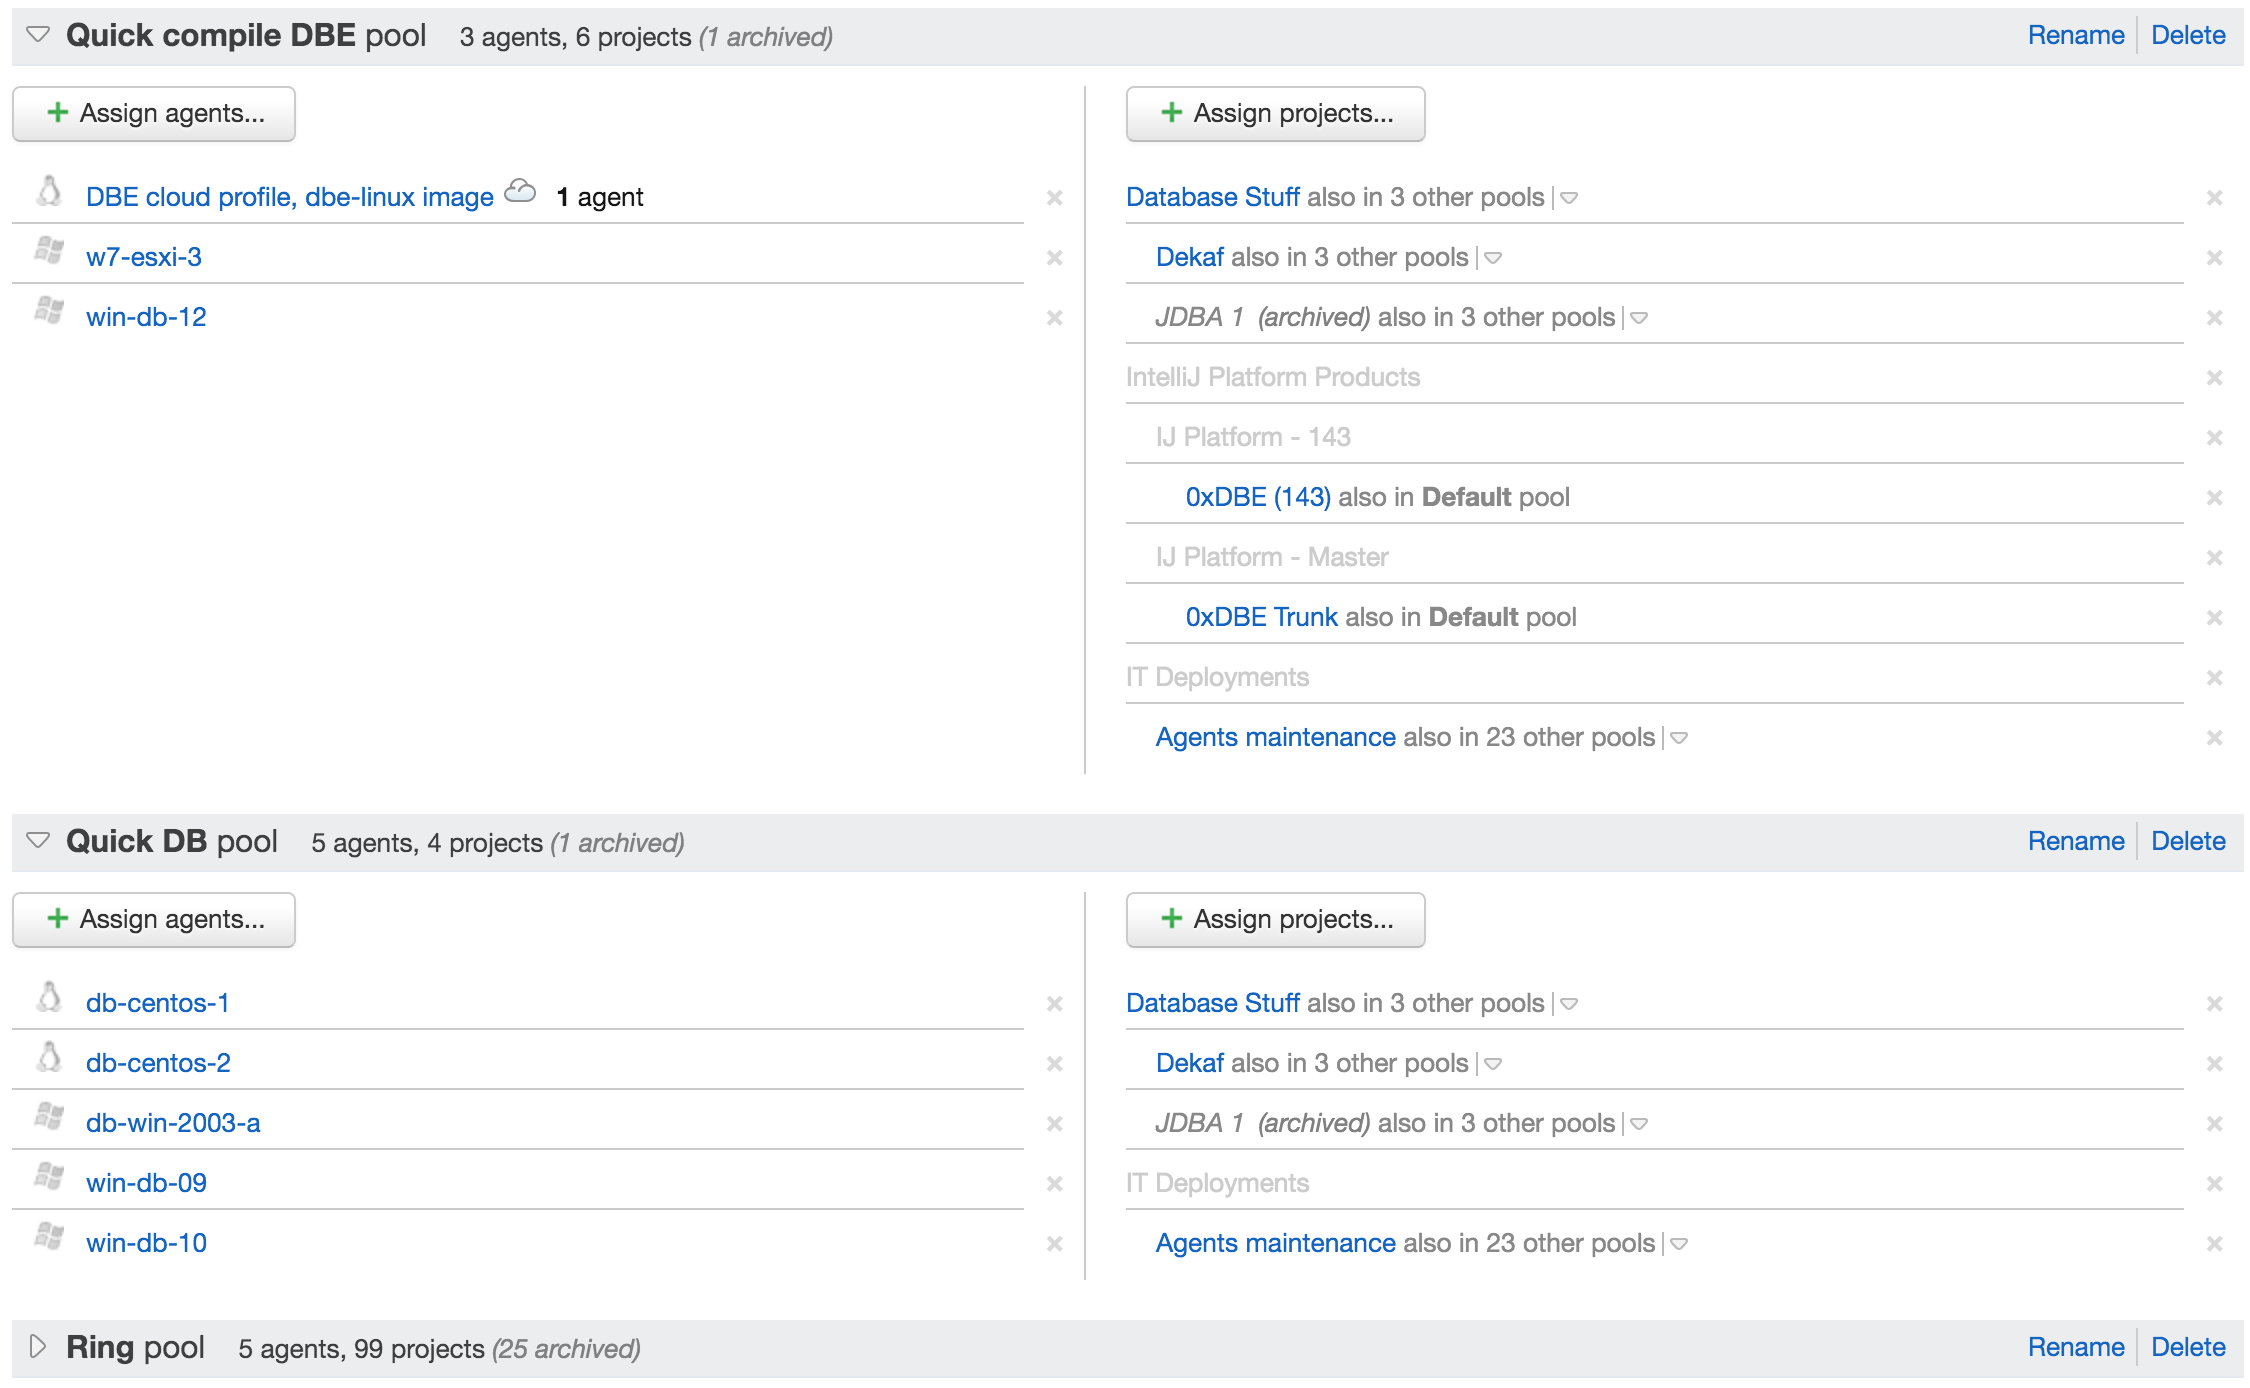 Quick compile DBE pool 3 agents, 6 projects (1 archived) Rename Delete
Assign agents...
DBE cloud profile, dbe-linux image 1 agent
w7-esxi-3
win-db-12
Assign projects...
Database Stuff also in 3 other pools
Dekaf also in 3 other pools
JDBA 1 (archived) also in 3 other pools
IntelliJ Platform Products
IJ Platform - 143
0xDBE (143) also in Default pool
IJ Platform - Master
0xDBE Trunk also in Default pool
IT Deployments
Agents maintenance also in 23 other pools
Quick DB pool 5 agents, 4 projects (1 archived) Rename Delete
Assign agents...
db-centos-1
db-centos-2
db-win-2003-a
win-db-09
win-db-10
Assign projects...
Database Stuff also in 3 other pools
Dekaf also in 3 other pools
JDBA 1 (archived) also in 3 other pools
IT Deployments
Agents maintenance also in 23 other pools
Ring pool 5 agents, 99 projects (25 archived) Rename Delete